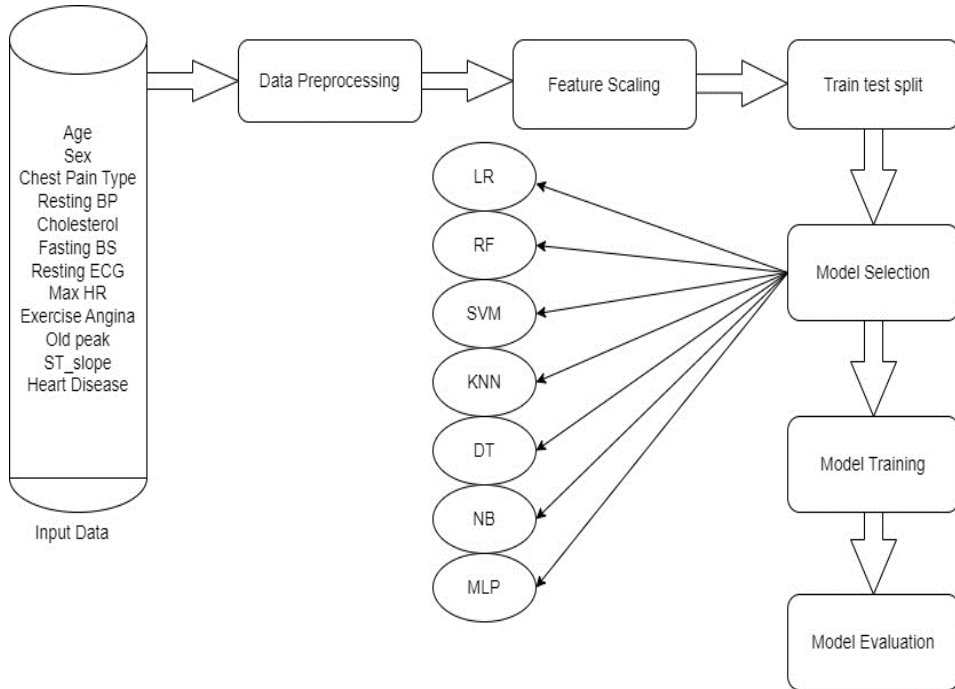 Age
Sex
Chest Pain Type
Resting BP
Cholesterol
Fasting BS
Resting ECG
Max HR
Exercise Angina
Old peak
ST_slope
Heart Disease
Input Data
Data Preprocessing
Feature Scaling
Train test split
LR
RF
SVM
KNN
DT
NB
MLP
Model Selection
Model Training
Model Evaluation